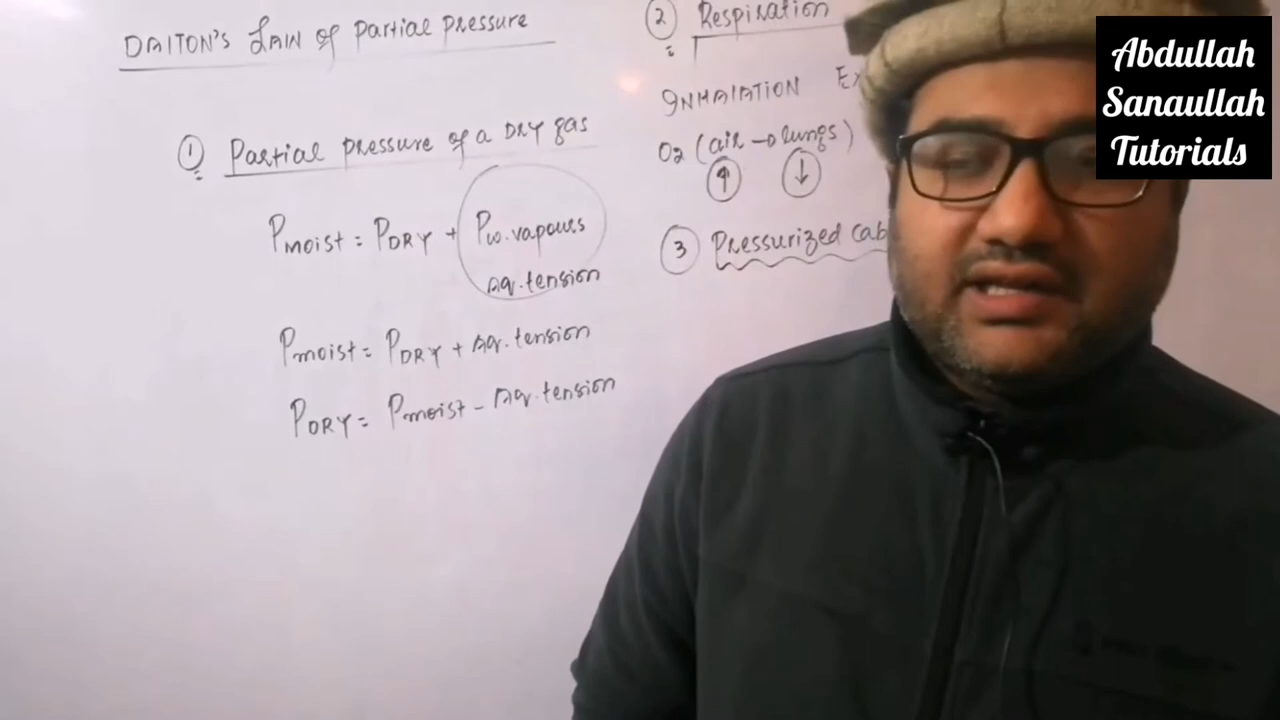 DALTON'S LAW of Partial Pressure
① Partial Pressure of a DRY gas
Pmoist = PDRY + Pw.vapours
Aq.tension
Pmoist = PDRY + Aq.tension
PDRY = Pmoist - Aq.tension
② Respiration
INHALATION
O2 (air → lungs)
↑ ↓
③ Pressurized cab
Abdullah
Sanaullah
Tutorials